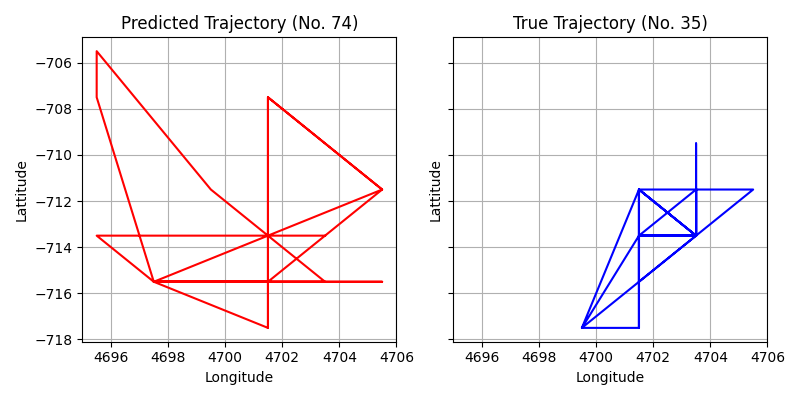 Predicted Trajectory (No. 74)
−706
−708
−710
−712
−714
−716
−718
Lattitude
4696 4698 4700 4702 4704 4706
Longitude
True Trajectory (No. 35)
Lattitude
4696 4698 4700 4702 4704 4706
Longitude